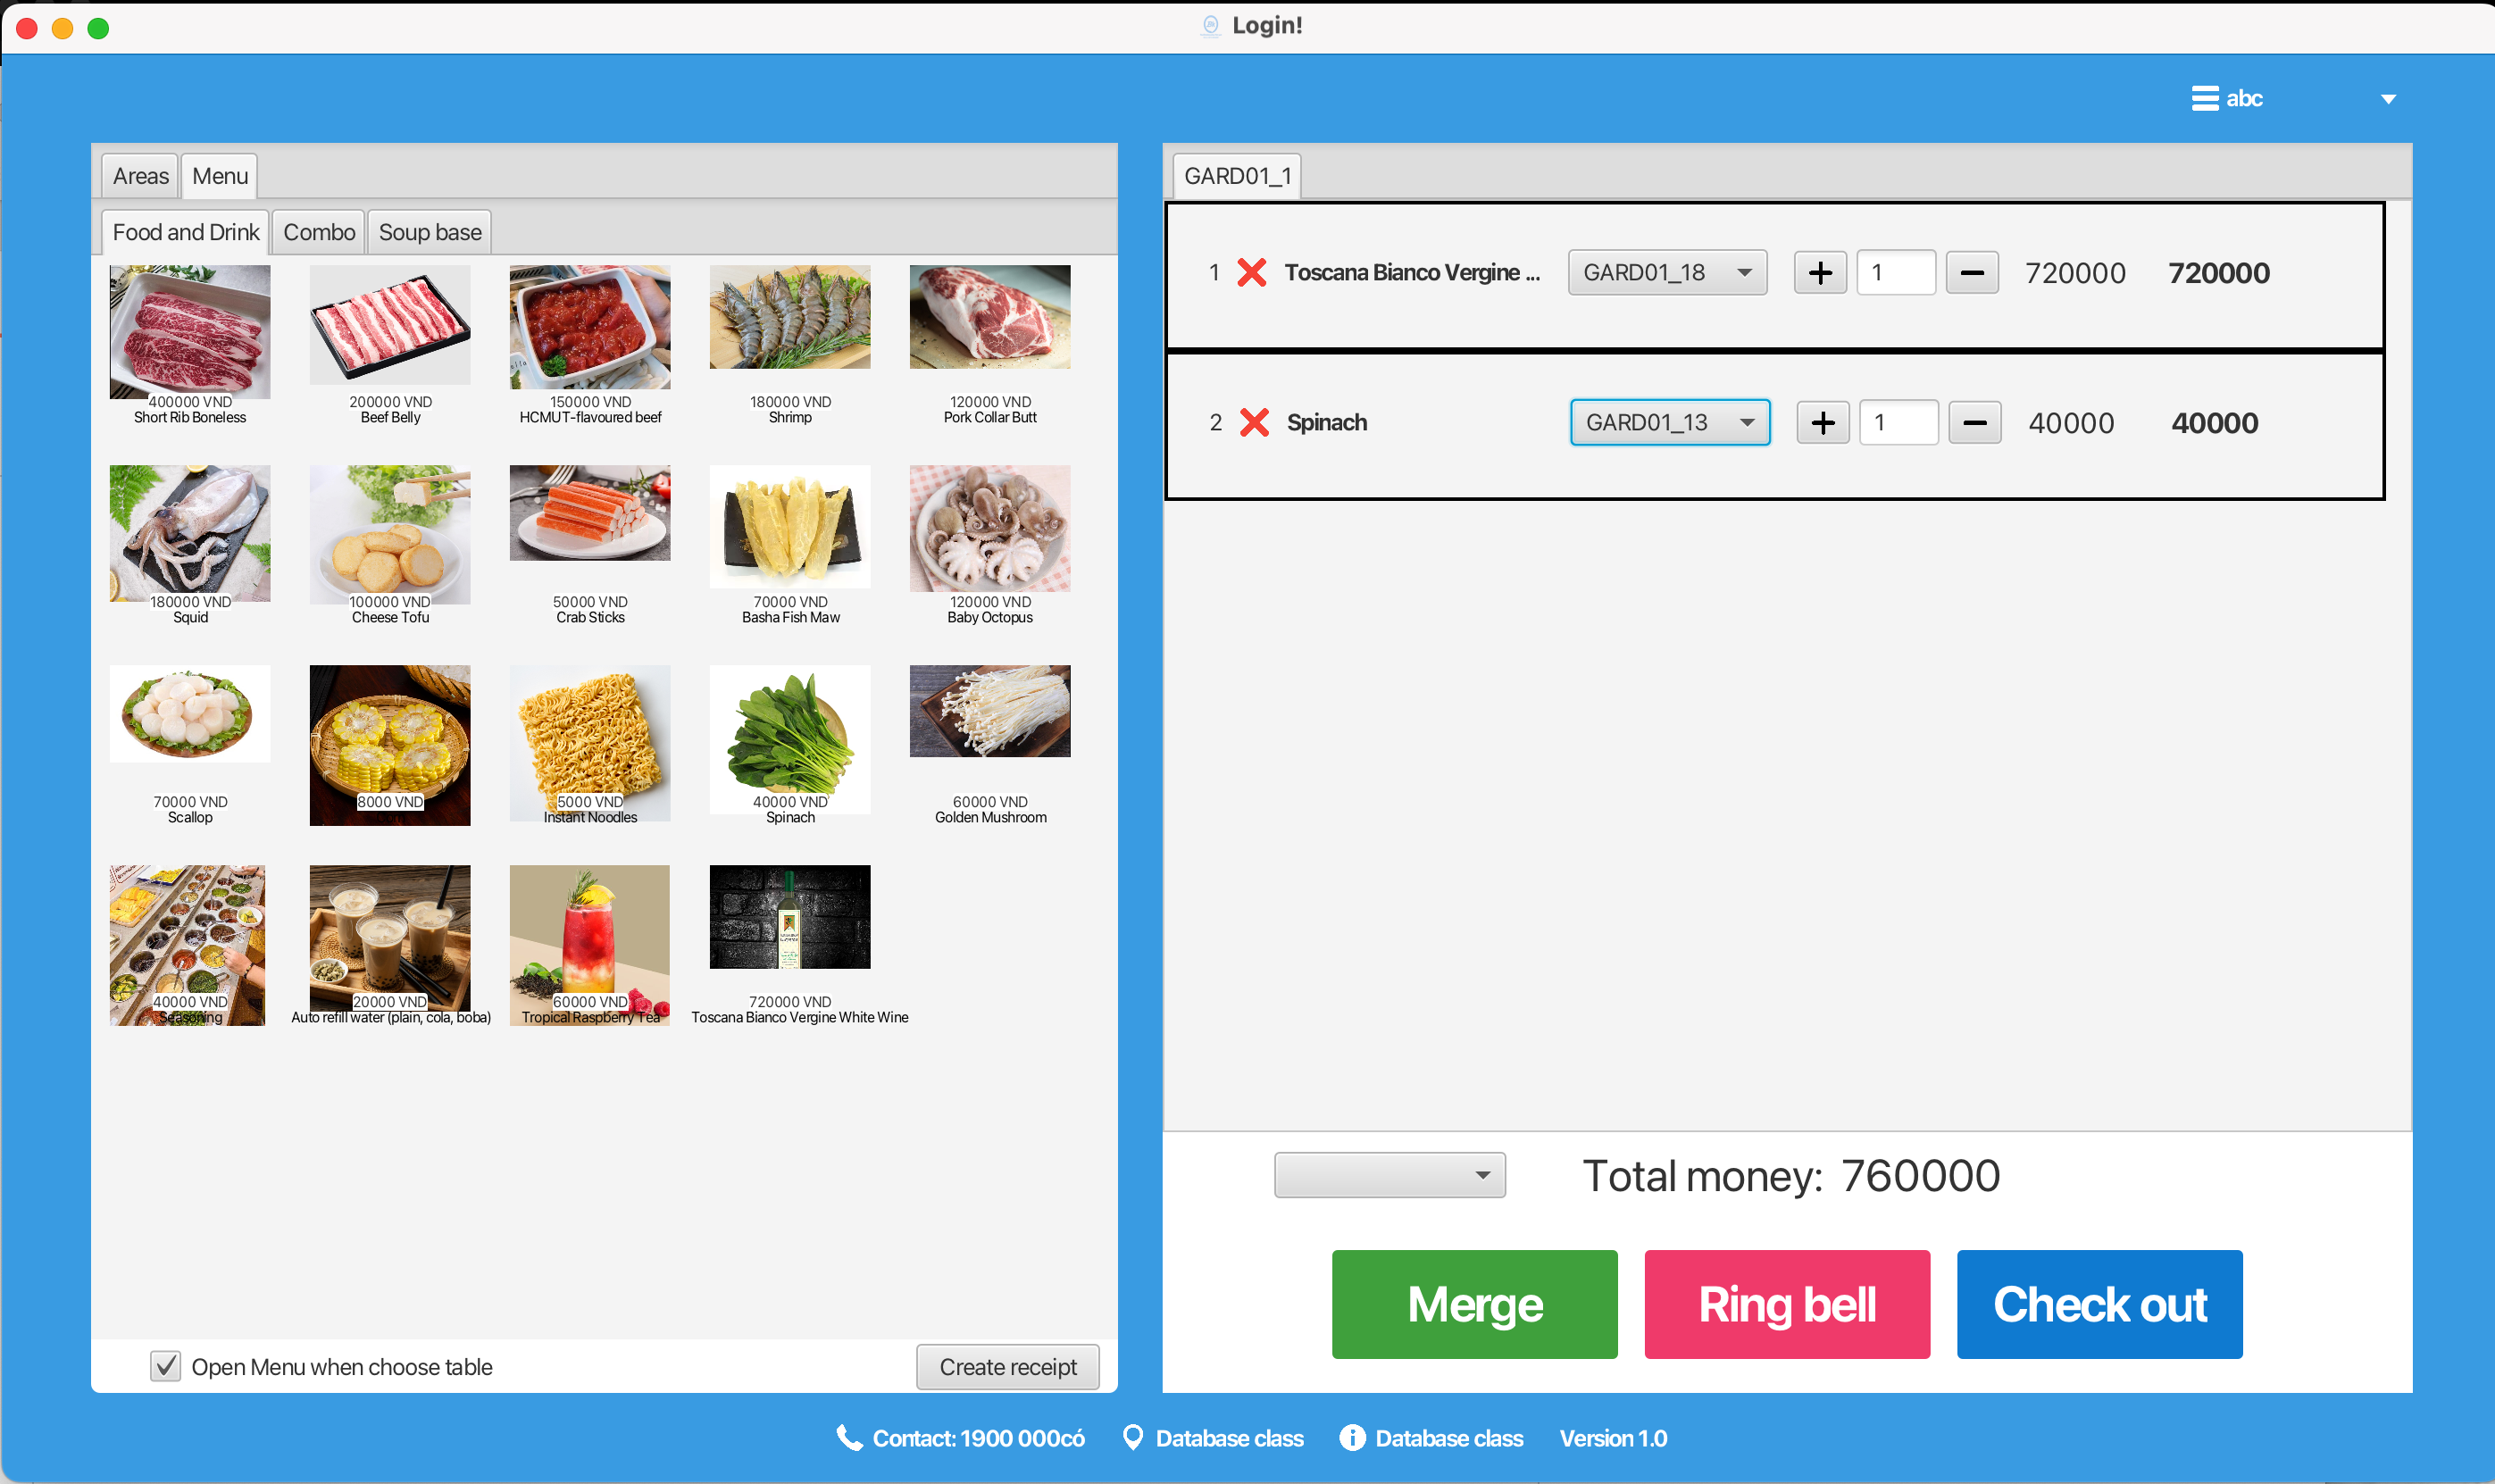 Login!
abc
Areas
Menu
Food and Drink
Combo
Soup base
400000 VND
Short Rib Boneless
200000 VND
Beef Belly
150000 VND
HCMUT-flavoured beef
180000 VND
Shrimp
120000 VND
Pork Collar Butt
180000 VND
Squid
100000 VND
Cheese Tofu
50000 VND
Crab Sticks
70000 VND
Basha Fish Maw
120000 VND
Baby Octopus
70000 VND
Scallop
8000 VND
5000 VND
Instant Noodles
40000 VND
Spinach
60000 VND
Golden Mushroom
40000 VND
Seasoning
20000 VND
Auto refill water (plain, cola, boba)
60000 VND
Tropical Raspberry Tea
720000 VND
Toscana Bianco Vergine White Wine
Open Menu when choose table
Create receipt
GARD01_1
1 Toscana Bianco Vergine ... GARD01_18 + 1 − 720000 720000
2 Spinach GARD01_13 + 1 − 40000 40000
Total money: 760000
Merge
Ring bell
Check out
Contact: 1900 000có
Database class
Database class
Version 1.0